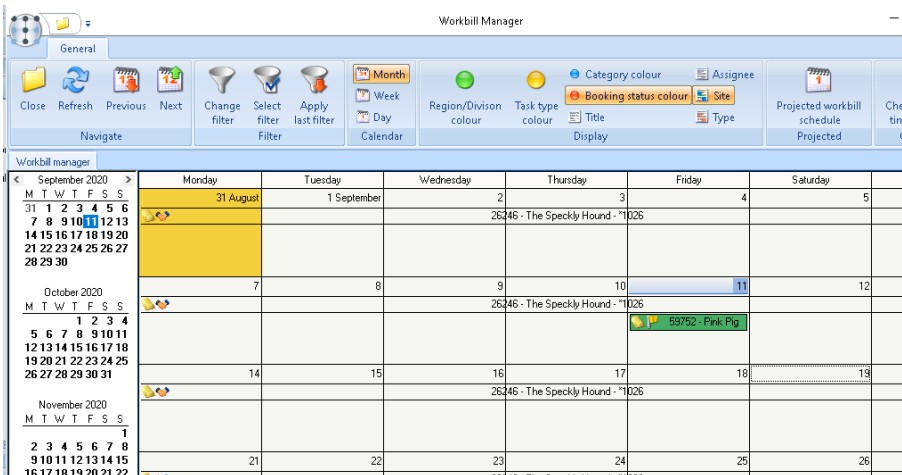 Workbill Manager
General
Close Refresh Previous Next
Navigate
Change filter Select filter Apply last filter
Filter
Month
Week
Day
Calendar
Region/Divison colour Task type colour
Category colour Assignee
Booking status colour Site
Title Type
Display
Projected workbill schedule
Projected
Workbill manager
September 2020
M T W T F S S
31 1 2 3 4 5 6
7 8 9 10 11 12 13
14 15 16 17 18 19 20
21 22 23 24 25 26 27
28 29 30
October 2020
M T W T F S S
1 2 3 4
5 6 7 8 9 10 11
12 13 14 15 16 17 18
19 20 21 22 23 24 25
26 27 28 29 30 31
November 2020
M T W T F S S
1
2 3 4 5 6 7 8
9 10 11 12 13 14 15
16 17 18 19 20 21 22
Monday Tuesday Wednesday Thursday Friday Saturday
31 August 1 September 2 3 4 5
26246 - The Speckly Hound - *1026
7 8 9 10 11 12
26246 - The Speckly Hound - *1026
59752 - Pink Pig
14 15 16 17 18 19
26246 - The Speckly Hound - *1026
21 22 23 24 25 26